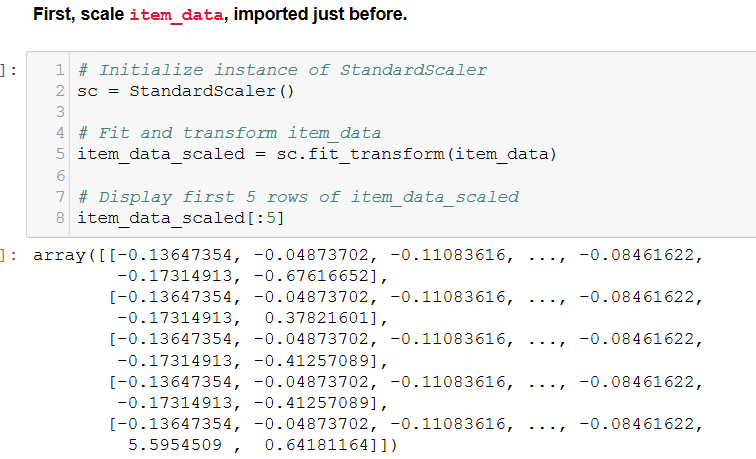 First, scale item_data, imported just before.
]: 1 # Initialize instance of StandardScaler
2 sc = StandardScaler()
3
4 # Fit and transform item_data
5 item_data_scaled = sc.fit_transform(item_data)
6
7 # Display first 5 rows of item_data_scaled
8 item_data_scaled[:5]
]: array([[-0.13647354, -0.04873702, -0.11083616, ..., -0.08461622,
-0.17314913, -0.67616652],
[-0.13647354, -0.04873702, -0.11083616, ..., -0.08461622,
-0.17314913, 0.37821601],
[-0.13647354, -0.04873702, -0.11083616, ..., -0.08461622,
-0.17314913, -0.41257089],
[-0.13647354, -0.04873702, -0.11083616, ..., -0.08461622,
-0.17314913, -0.41257089],
[-0.13647354, -0.04873702, -0.11083616, ..., -0.08461622,
5.5954509 , 0.64181164]])